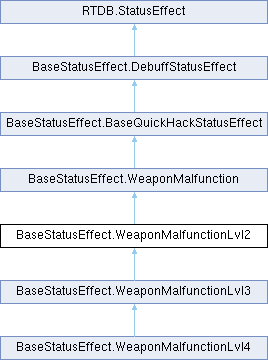 RTDB.StatusEffect
BaseStatusEffect.DebuffStatusEffect
BaseStatusEffect.BaseQuickHackStatusEffect
BaseStatusEffect.WeaponMalfunction
BaseStatusEffect.WeaponMalfunctionLvl2
BaseStatusEffect.WeaponMalfunctionLvl3
BaseStatusEffect.WeaponMalfunctionLvl4